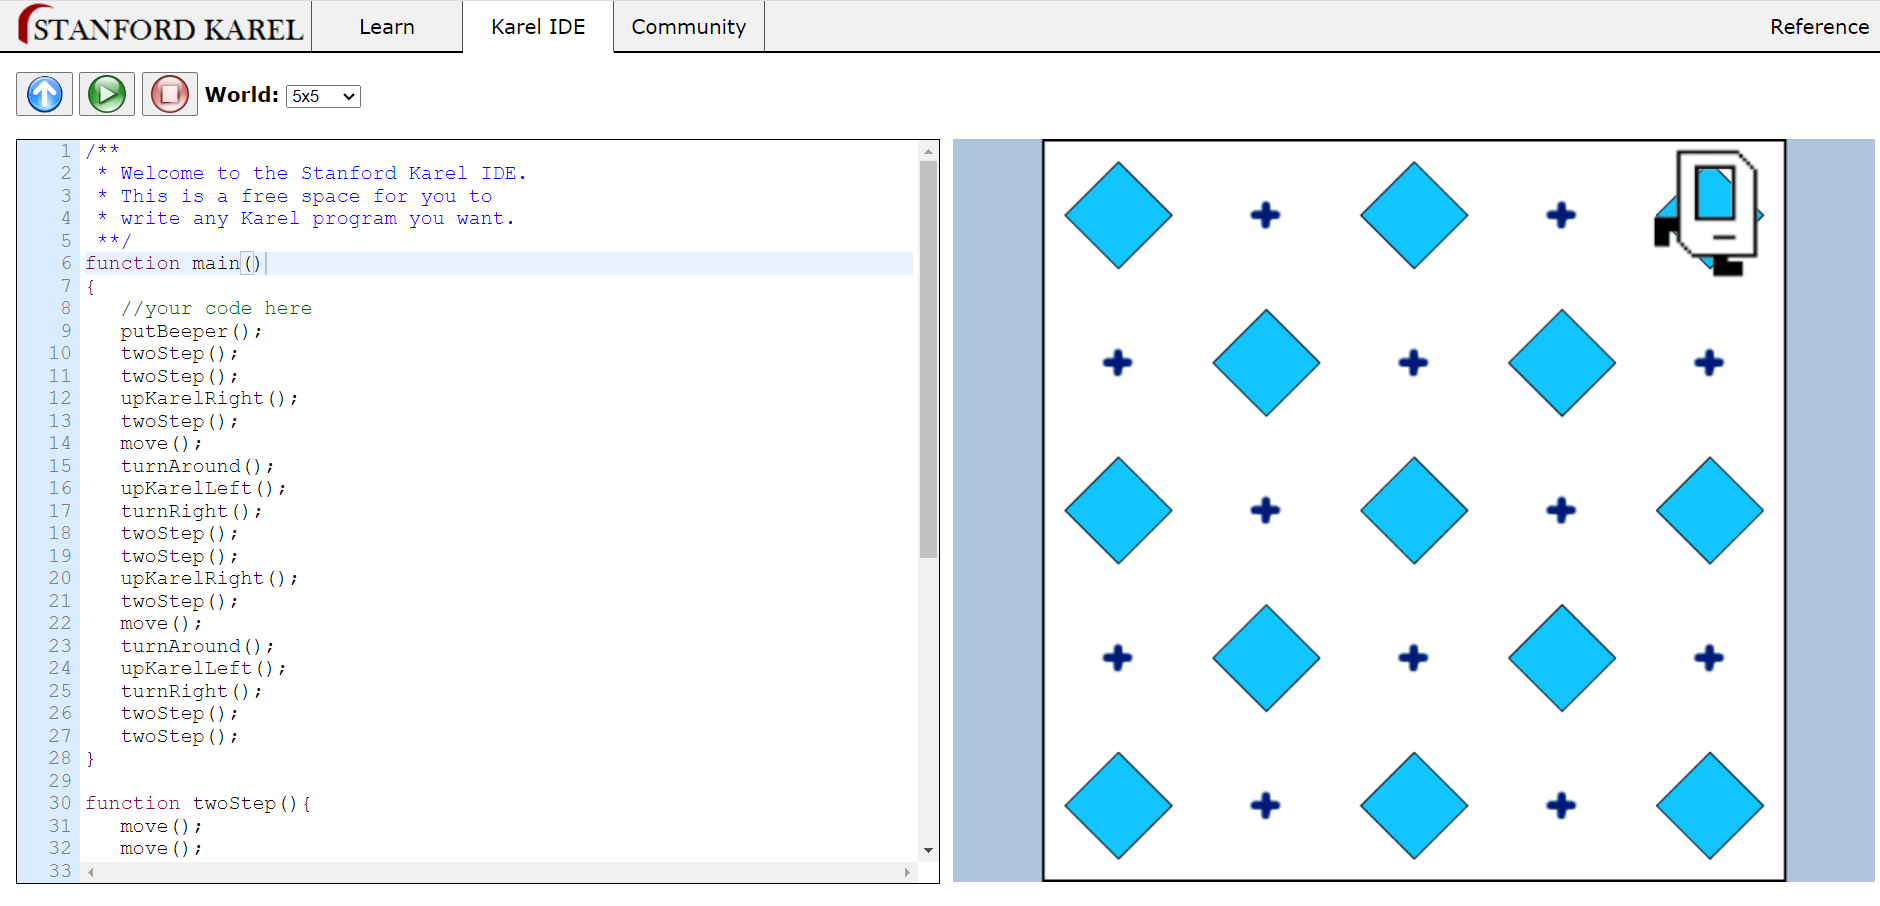 STANFORD KAREL Learn Karel IDE Community Reference
World: 5x5
1 /**
2 * Welcome to the Stanford Karel IDE.
3 * This is a free space for you to
4 * write any Karel program you want.
5 **/
6 function main()
7 {
8 //your code here
9 putBeeper();
10 twoStep();
11 twoStep();
12 upKarelRight();
13 twoStep();
14 move();
15 turnAround();
16 upKarelLeft();
17 turnRight();
18 twoStep();
19 twoStep();
20 upKarelRight();
21 twoStep();
22 move();
23 turnAround();
24 upKarelLeft();
25 turnRight();
26 twoStep();
27 twoStep();
28 }
29
30 function twoStep(){
31 move();
32 move();
33